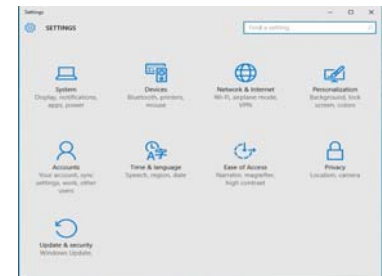 Settings
SETTINGS
Find a setting
System
Display, notifications,
apps, power
Devices
Bluetooth, printers,
mouse
Network & Internet
Wi-Fi, airplane mode,
VPN
Personalization
Background, lock
screen, colors
Accounts
Your account, sync
settings, work, other
users
Time & language
Speech, region, date
Ease of Access
Narrator, magnifier,
high contrast
Privacy
Location, camera
Update & security
Windows Update,